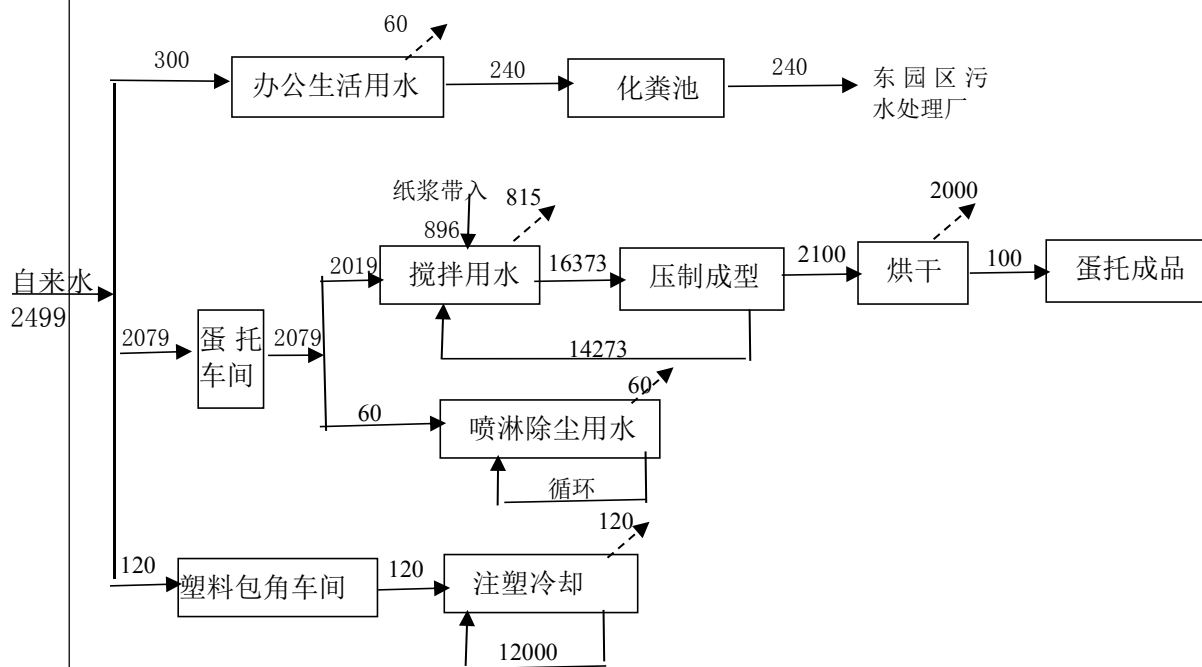 60
300
办公生活用水
240
化粪池
240
东园区污
水处理厂
纸浆带入
896
815
2000
自来水
2499
2019
搅拌用水
16373
压制成型
2100
烘干
100
蛋托成品
14273
2079
蛋托
车间
2079
60
喷淋除尘用水
60
循环
120
塑料包角车间
120
注塑冷却
120
12000